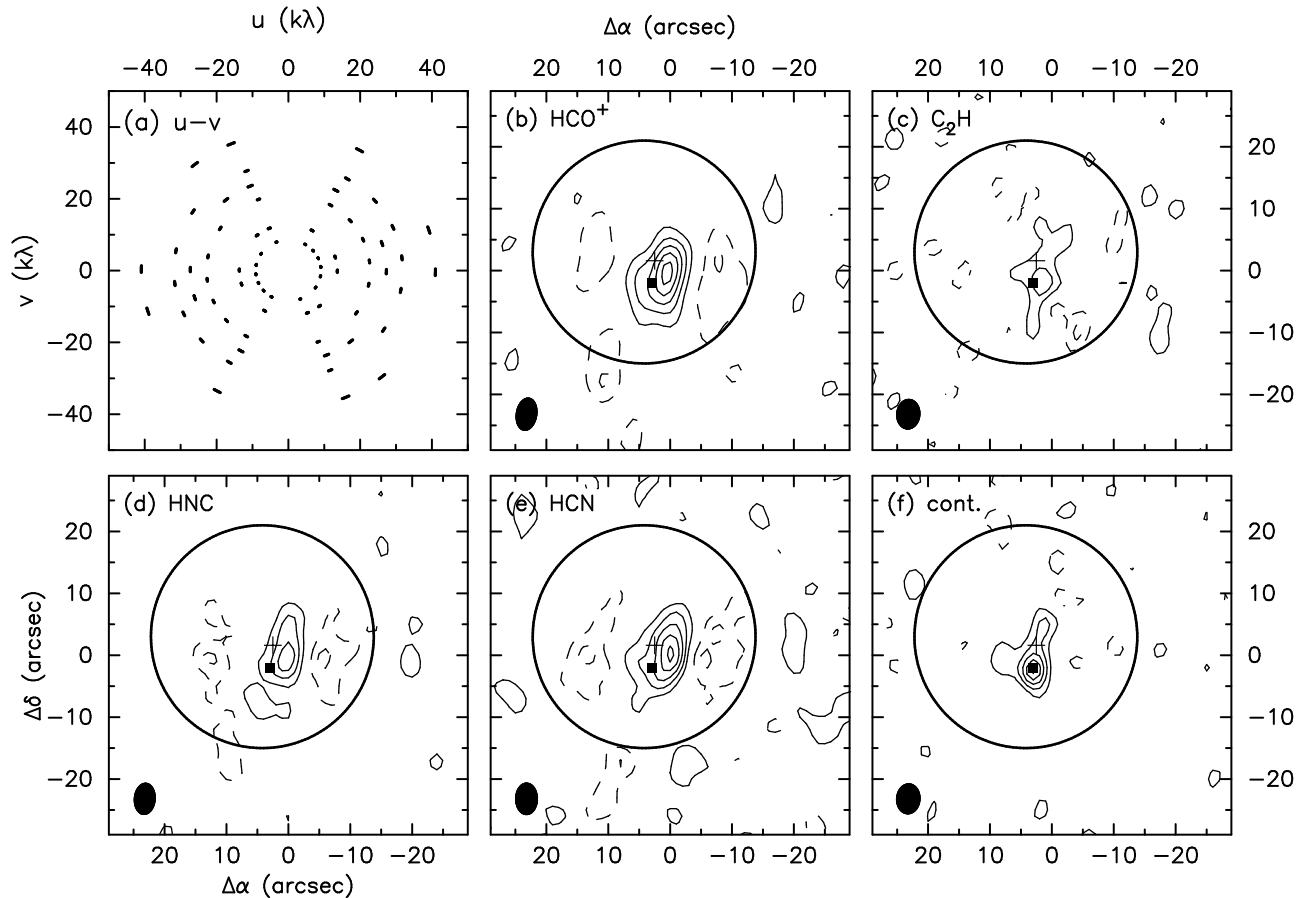 u (kλ)
Δα (arcsec)
−40 −20 0 20 40
20 10 0 −10 −20
20 10 0 −10 −20
(a) u−v
(b) HCO+
(c) C2H
v (kλ)
40
20
0
−20
−40
20
10
0
−10
−20
(d) HNC
(e) HCN
(f) cont.
Δδ (arcsec)
20
10
0
−10
−20
20
10
0
−10
−20
20 10 0 −10 −20
20 10 0 −10 −20
20 10 0 −10 −20
Δα (arcsec)